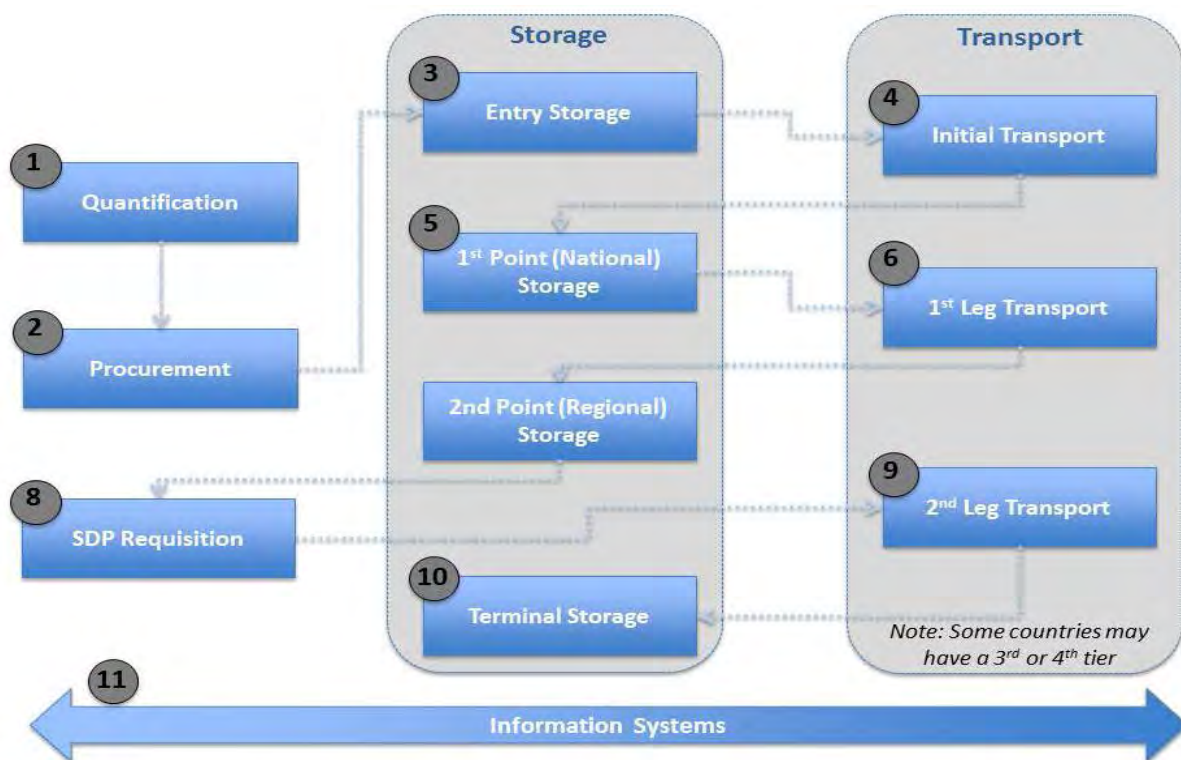 Storage
Transport
3
Entry Storage
4
Initial Transport
1
Quantification
5
1st Point (National)
Storage
6
1st Leg Transport
2
Procurement
2nd Point (Regional)
Storage
8
SDP Requisition
9
2nd Leg Transport
10
Terminal Storage
Note: Some countries may
have a 3rd or 4th tier
11
Information Systems